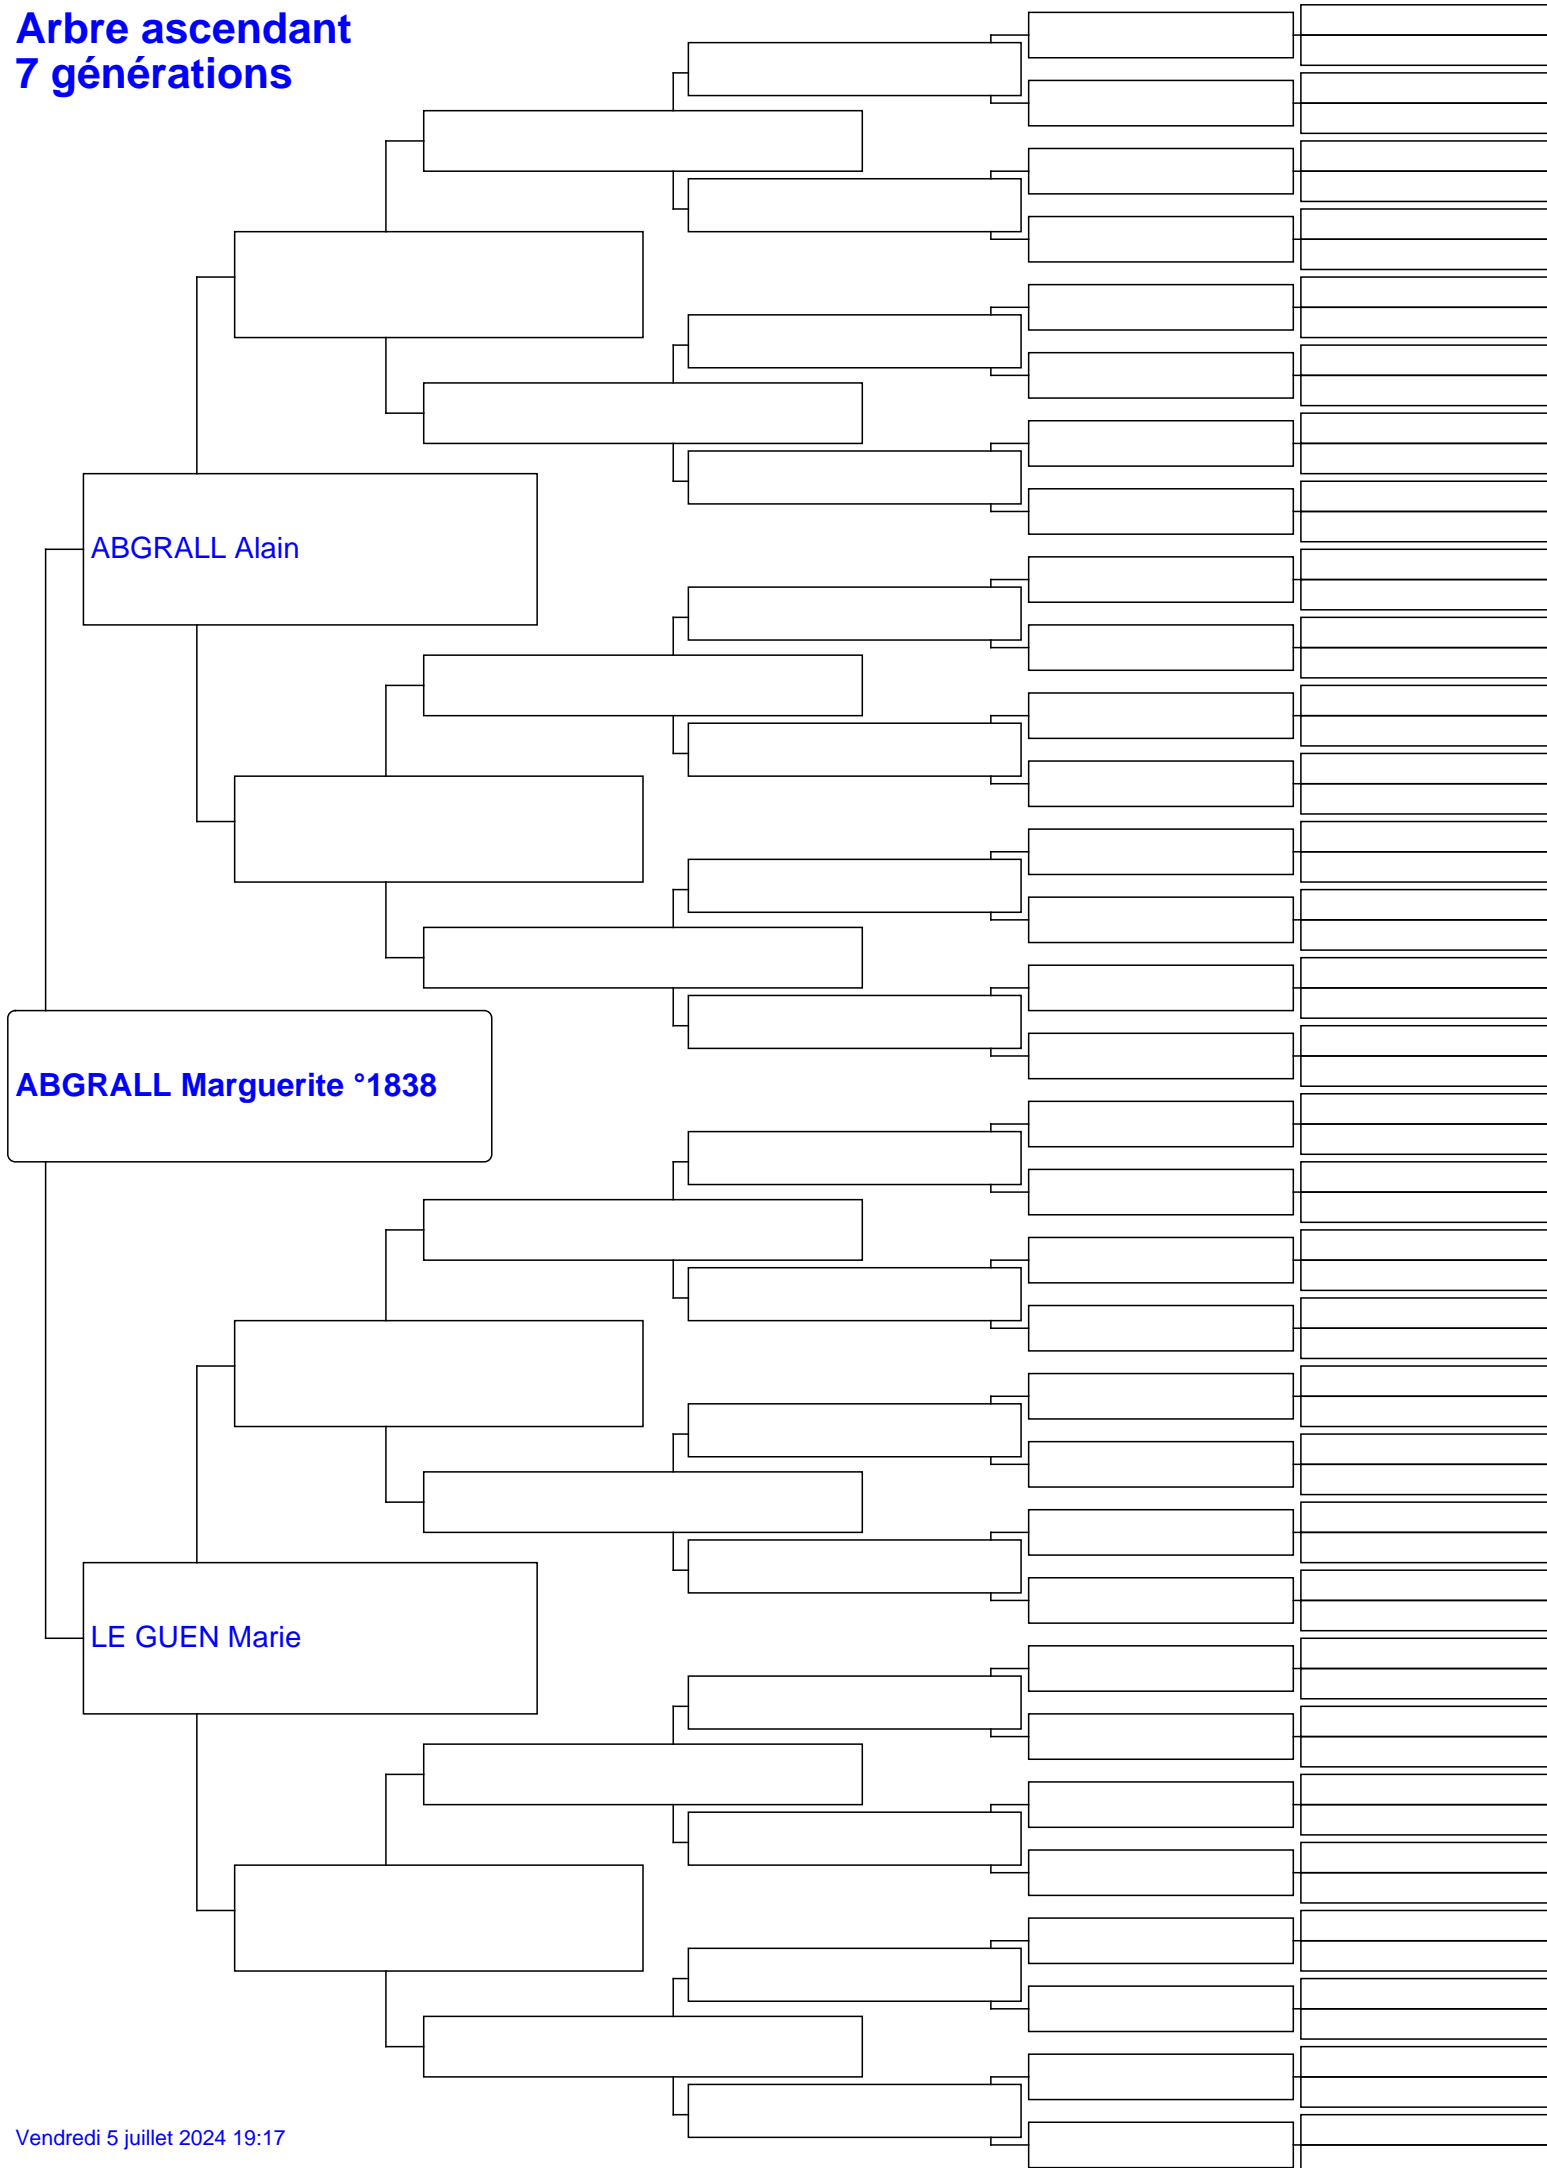 Arbre ascendant
7 générations
ABGRALL Alain
ABGRALL Marguerite °1838
LE GUEN Marie
Vendredi 5 juillet 2024 19:17